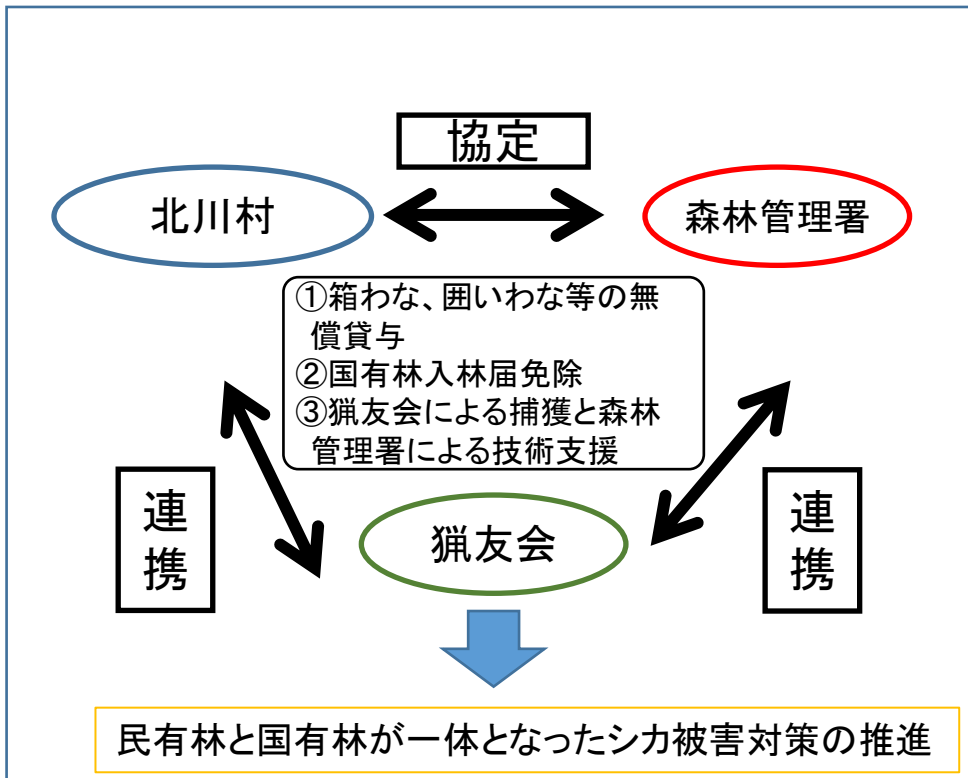 協定
北川村
森林管理署
①箱わな、囲いわな等の無
償貸与
②国有林入林届免除
③猟友会による捕獲と森林
管理署による技術支援
連
携
連
携
猟友会
民有林と国有林が一体となったシカ被害対策の推進